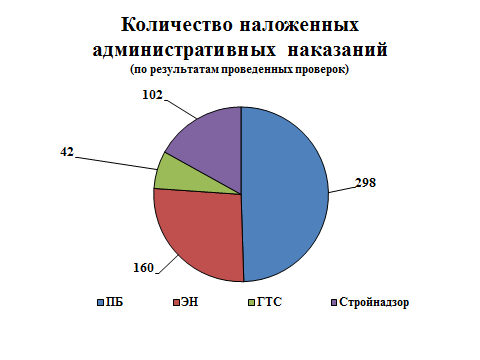 Количество наложенных
административных наказаний
(по результатам проведенных проверок)
102
42
298
160
ПБ ЭН ГТС Стройнадзор